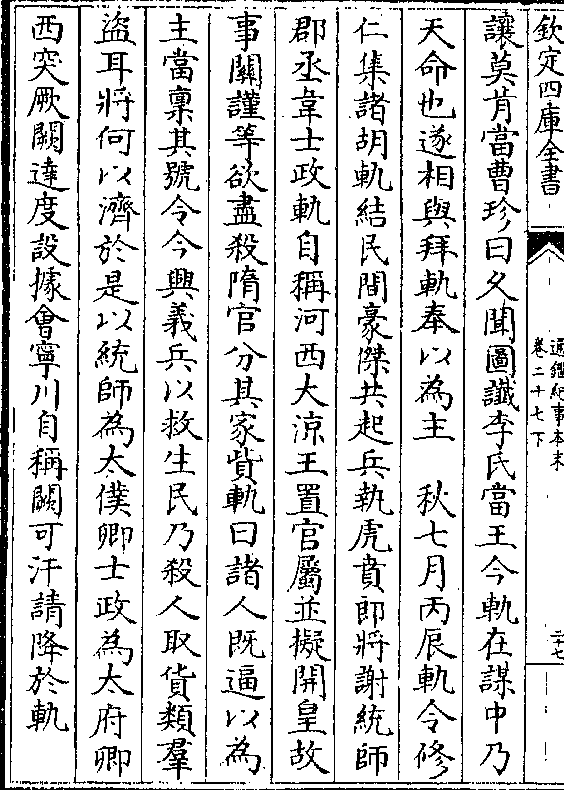 欽定四庫全書
通鑑紀事本末
卷二十七下
三七
讓莫肯當曹珍曰乆聞圖䜟李氏當王今軌在謀中乃
天命也遂相與拜軌奉以為主　秋七月丙辰軌令修
仁集諸胡軌結民間豪傑共起兵執虎賁郎將謝統師
郡丞韋士政軌自稱河西大涼王置官屬並擬開皇故
事關謹等欲盡殺隋官分其家貲軌曰諸人既逼以為
主當稟其號令今興義兵以救生民乃殺人取貨類羣
盜耳將何以濟於是以統師為太僕卿士政為太府卿
西突厥闕達度設據會寧川自稱闕可汗請降於軌